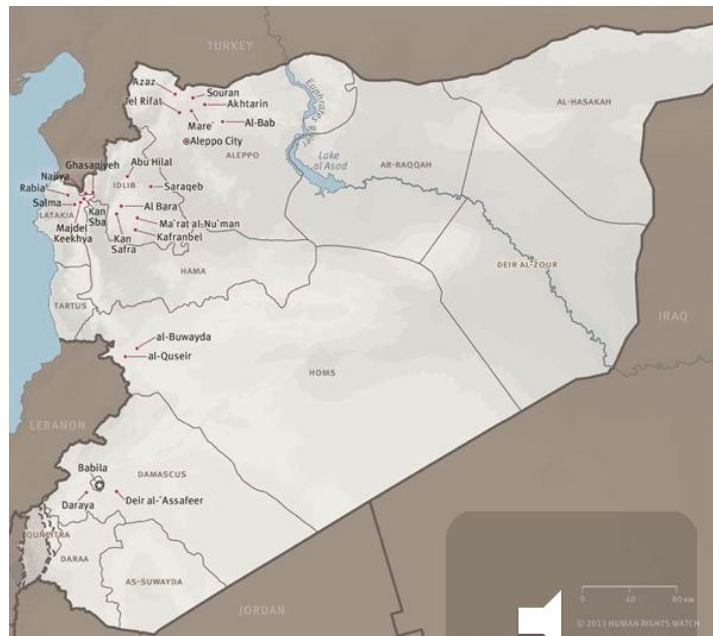 TURKEY
Azaz
Souran
Tel Rifat
Akhtarin
Mare`
Al-Bab
Aleppo City
ALEPPO
Euphrates River
Lake
al Asad
AL-HASAKAH
AR-RAQQAH
Ghasaniyeh
Abu Hilal
Najiya
IDLIB
Rabia'
Saraqeb
Salma
Al Bara
LATAKIA
Kan
Sba
Ma`rat al-Nu`man
Majdel
Keekhya
Kan
Safra
Kafranbel
HAMA
DEIR AL-ZOUR
TARTUS
IRAQ
al-Buwayda
al-Quseir
HOMS
LEBANON
Babila
DAMASCUS
Daraya
Deir al-`Assafeer
QUNEITRA
DARAA
AS-SUWAYDA
JORDAN
0 40 80 KM
© 2013 HUMAN RIGHTS WATCH